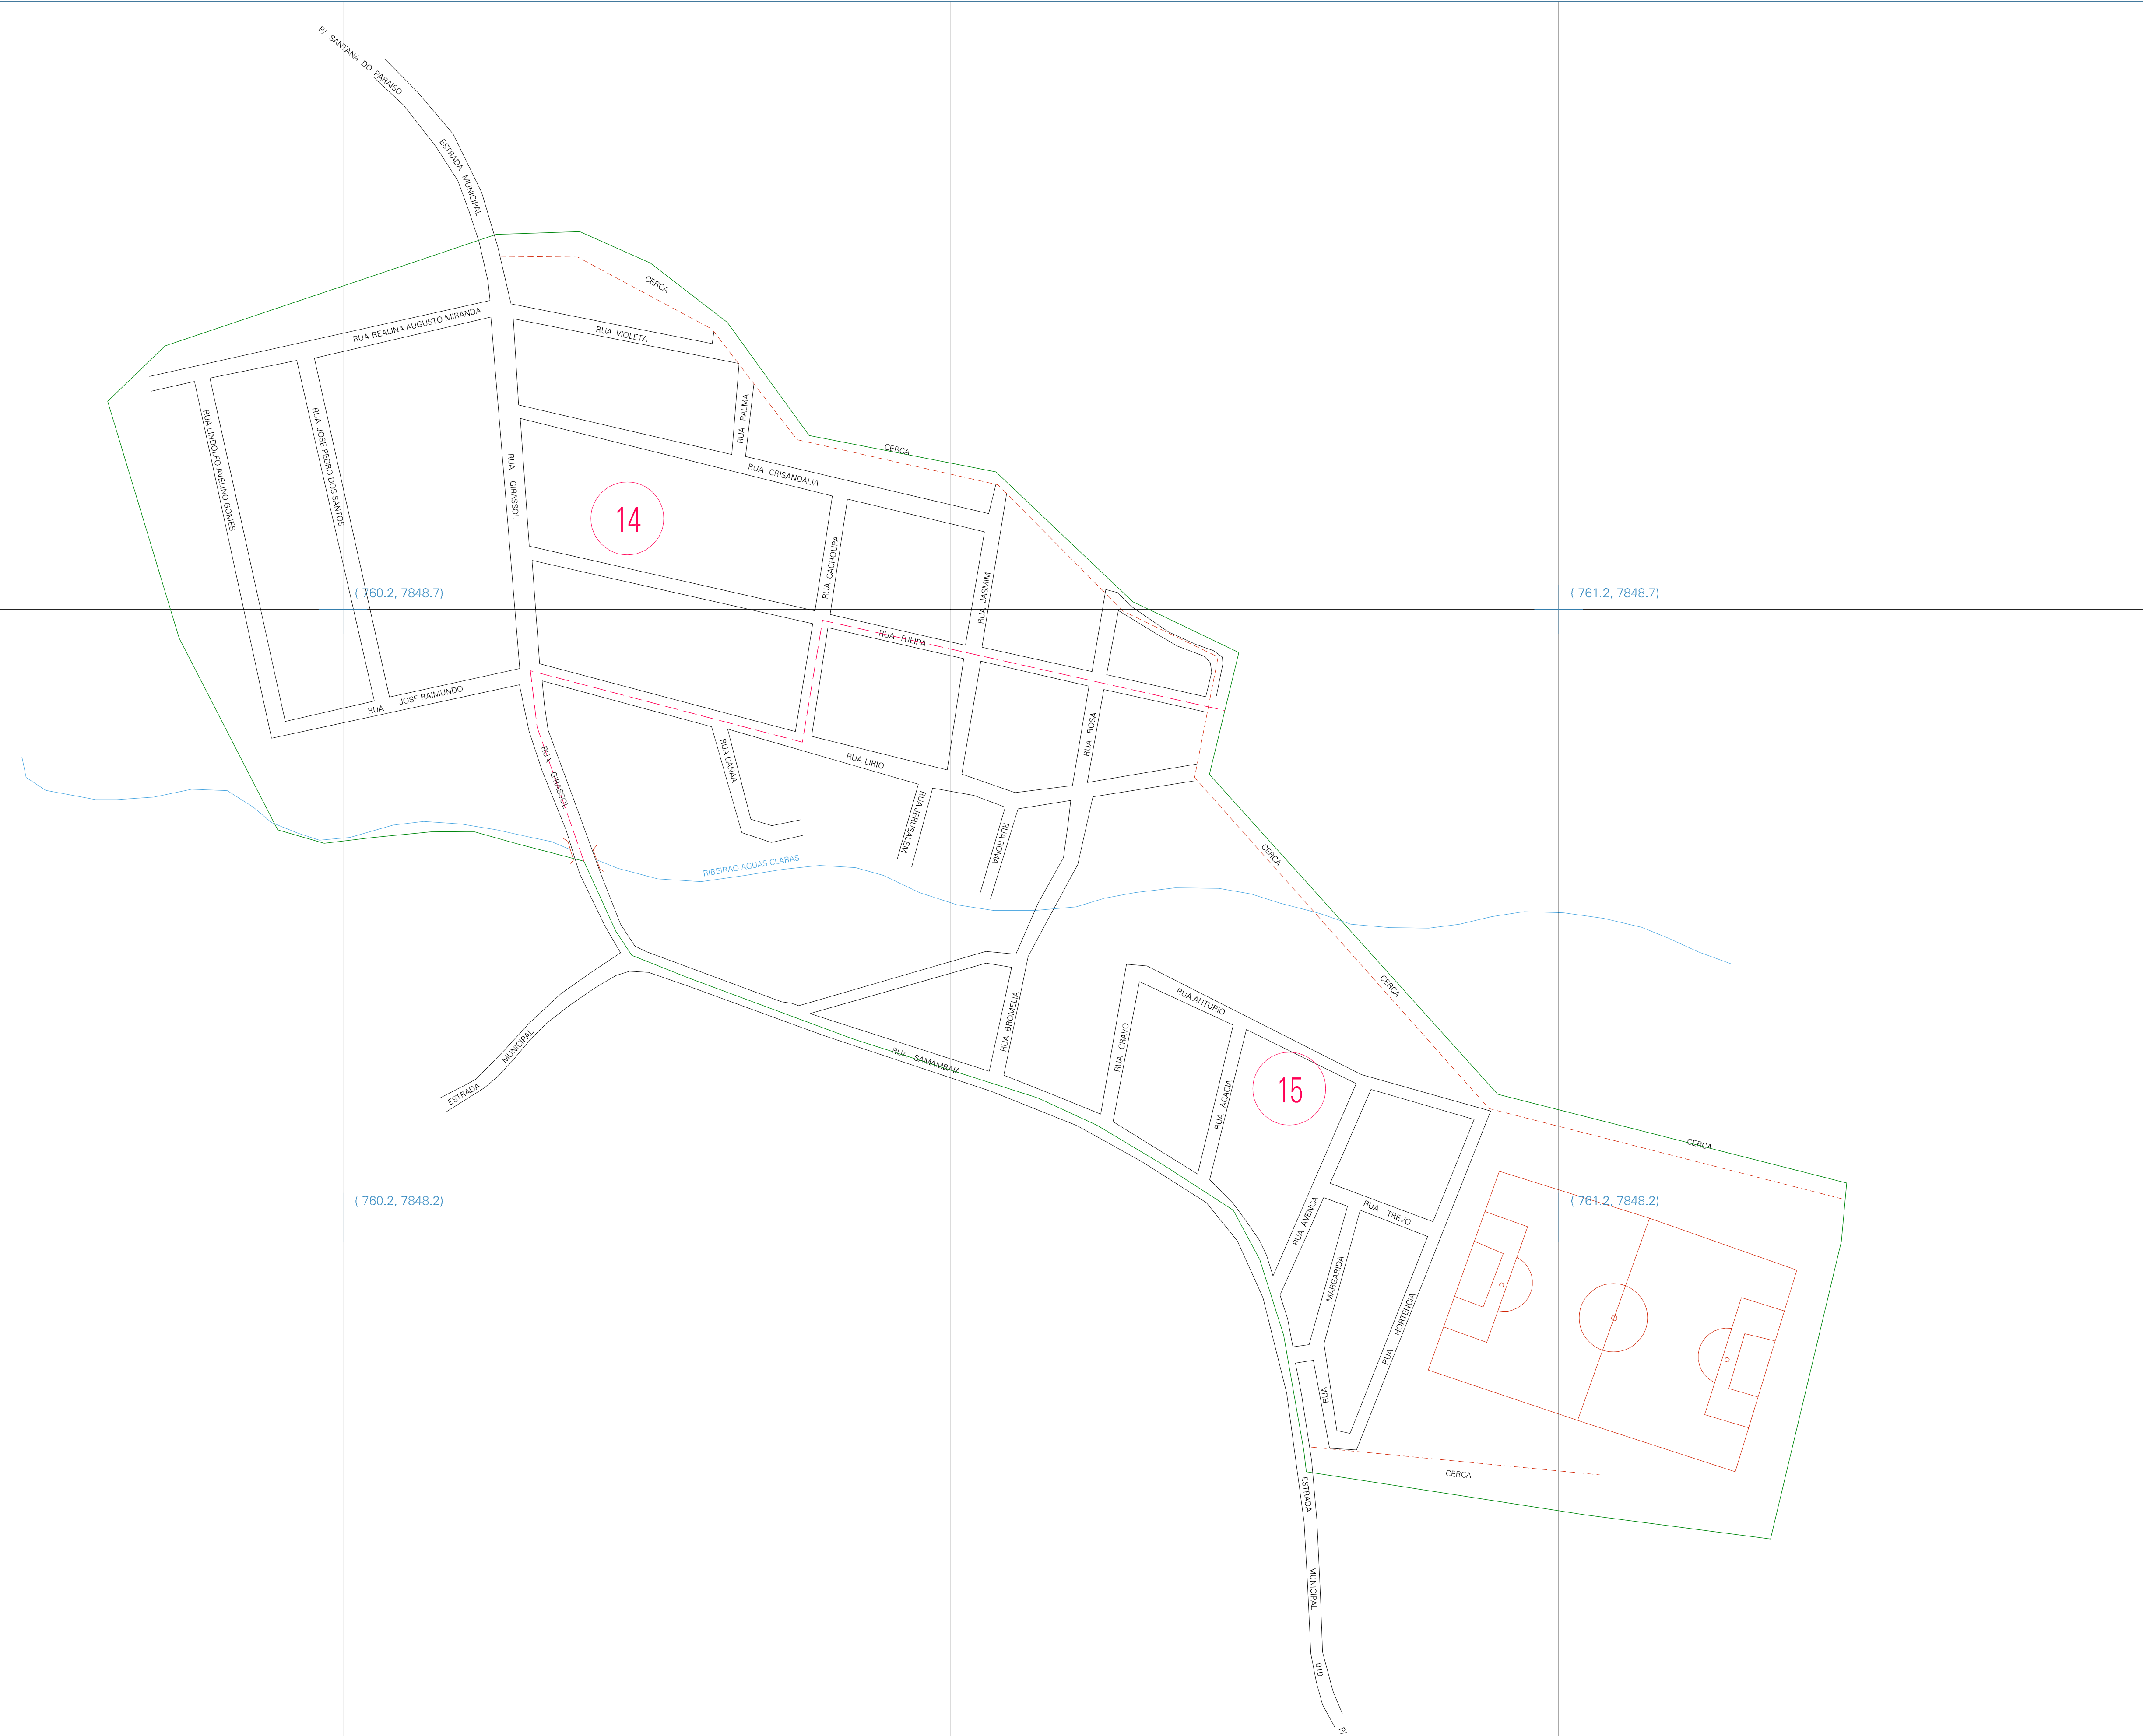 P/ SANTANA DO PARAISO
ESTRADA MUNICIPAL
CERCA
RUA REALINA AUGUSTO MIRANDA
RUA VIOLETA
RUA PALMA
CERCA
RUA LINDOLFO AVELINO GOMES
RUA JOSE PEDRO DOS SANTOS
RUA GIRASOL
RUA CRISANDALIA
14
RUA CACHOUPA
RUA JASMIM
( 760.2, 7848.7)
( 761.2, 7848.7)
RUA TULIPA
RUA JOSE RAIMUNDO
RUA ROSA
RUA GIRASSOL
RUA CANAA
RUA LIRIO
RUA JERUSALEM
RUA ROMA
CERCA
RIBEIRAO AGUAS CLARAS
CERCA
RUA ANTURIO
RUA BROMELIA
RUA CRAVO
ESTRADA MUNICIPAL
RUA SAMAMBAIA
RUA ACACIA
15
CERCA
( 760.2, 7848.2)
( 761.2, 7848.2)
RUA AVENCA
RUA TREVO
RUA MARGARIDA
RUA HORTENCIA
CERCA
ESTRADA MUNICIPAL 010
P/